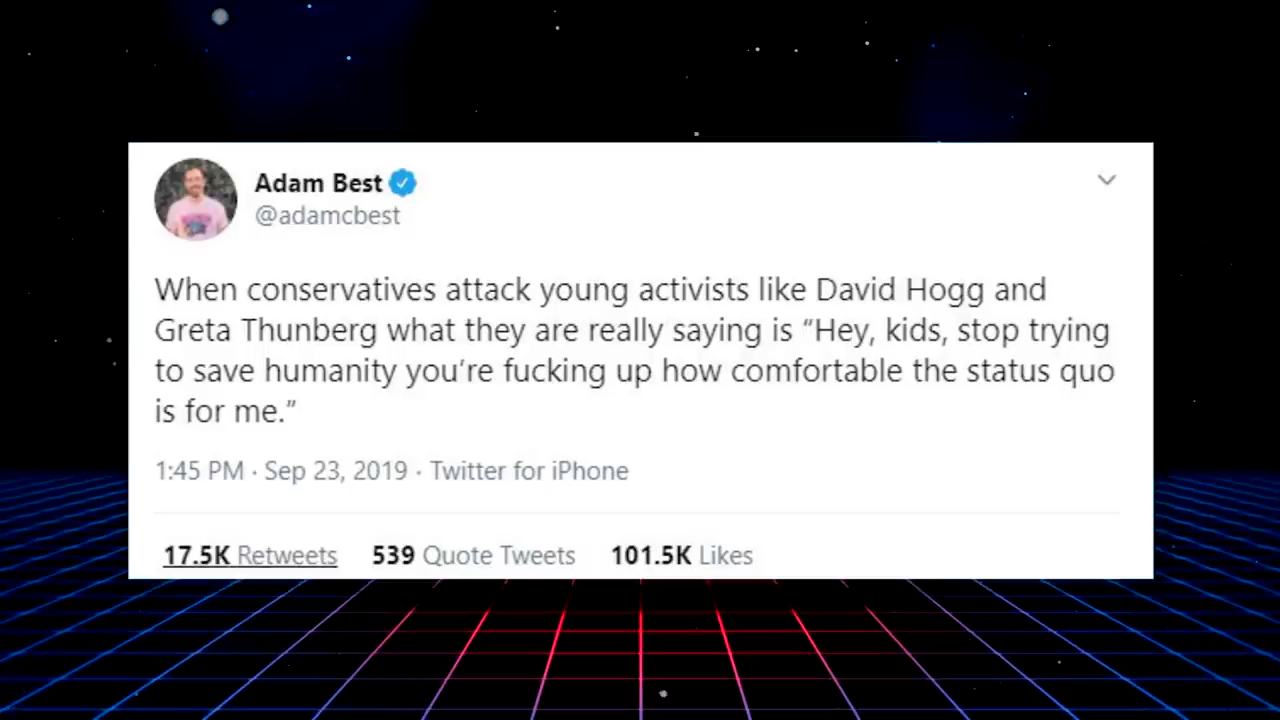 Adam Best
@adamcbest
When conservatives attack young activists like David Hogg and
Greta Thunberg what they are really saying is “Hey, kids, stop trying
to save humanity you’re fucking up how comfortable the status quo
is for me.”
1:45 PM · Sep 23, 2019 · Twitter for iPhone
17.5K Retweets 539 Quote Tweets 101.5K Likes